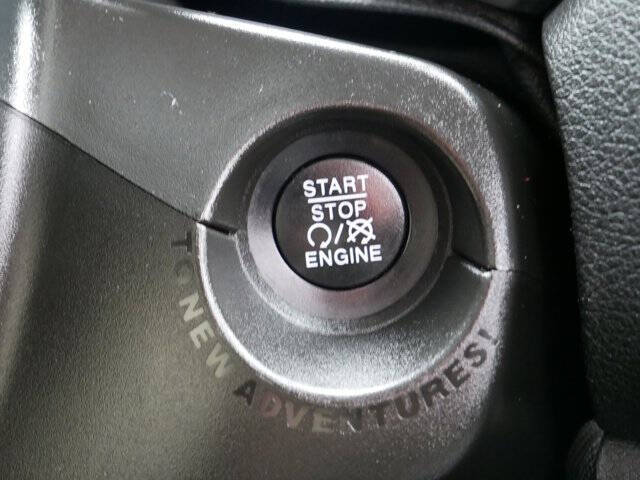 START
STOP
ENGINE
TO NEW ADVENTURES!